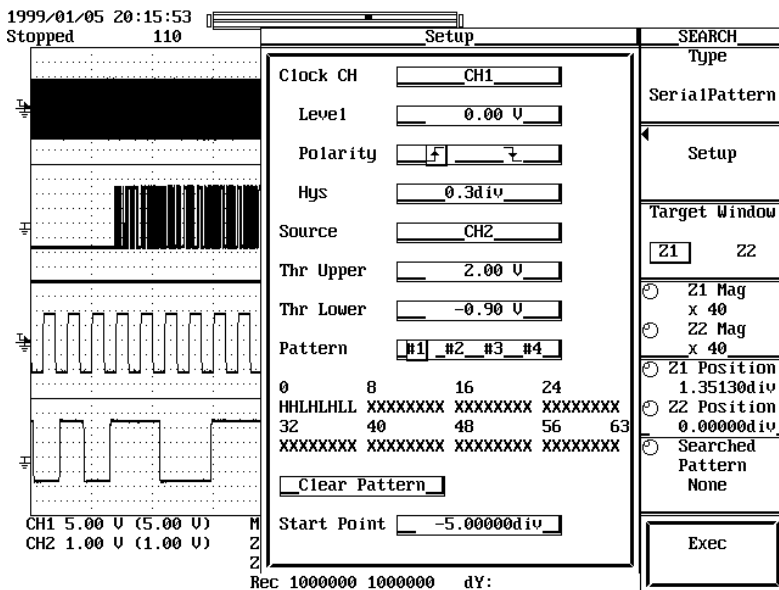 1999/01/05 20:15:53
Stopped 110
Setup
Clock CH CH1
Level 0.00 V
Polarity
Hys 0.3div
Source CH2
Thr Upper 2.00 V
Thr Lower -0.90 V
Pattern #1 #2 #3 #4
0 8 16 24
HHLHLHLL XXXXXXXX XXXXXXXX XXXXXXXX
32 40 48 56 63
XXXXXXXX XXXXXXXX XXXXXXXX XXXXXXXX
Clear Pattern
Start Point -5.00000div
SEARCH
Type
SerialPattern
Setup
Target Window
Z1 Z2
Z1 Mag
x 40
Z2 Mag
x 40
Z1 Position
1.35130div
Z2 Position
0.00000div
Searched
Pattern
None
Exec
CH1 5.00 V (5.00 V) M
CH2 1.00 V (1.00 V) Z
Z
Rec 1000000 1000000 dY: